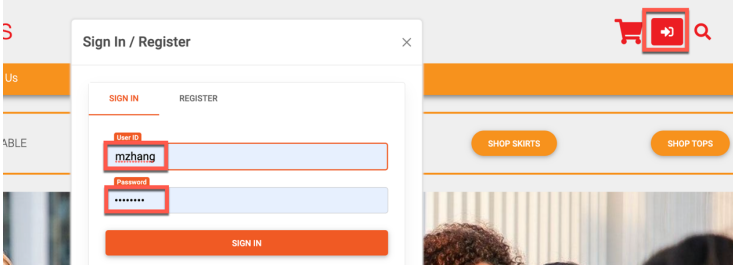 S
Sign In / Register
Us
SIGN IN REGISTER
ABLE
User ID
mzhang
SHOP SKIRTS
SHOP TOPS
Password
••••••••
SIGN IN